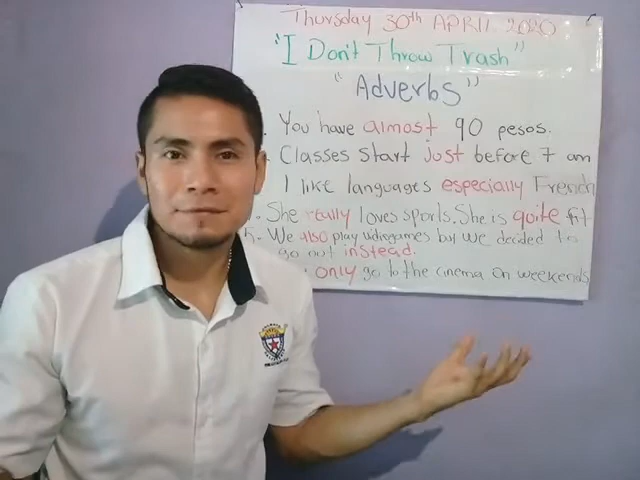 Thursday 30th APRIL 2020
"I Don't Throw Trash"
"Adverbs"
. You have almost 90 pesos.
. Classes start just before 7 am
I like languages especially French
. She really loves sports. She is quite fit
5. We also play vidiogames but we decided to
go out instead.
only go to the cinema on weekends